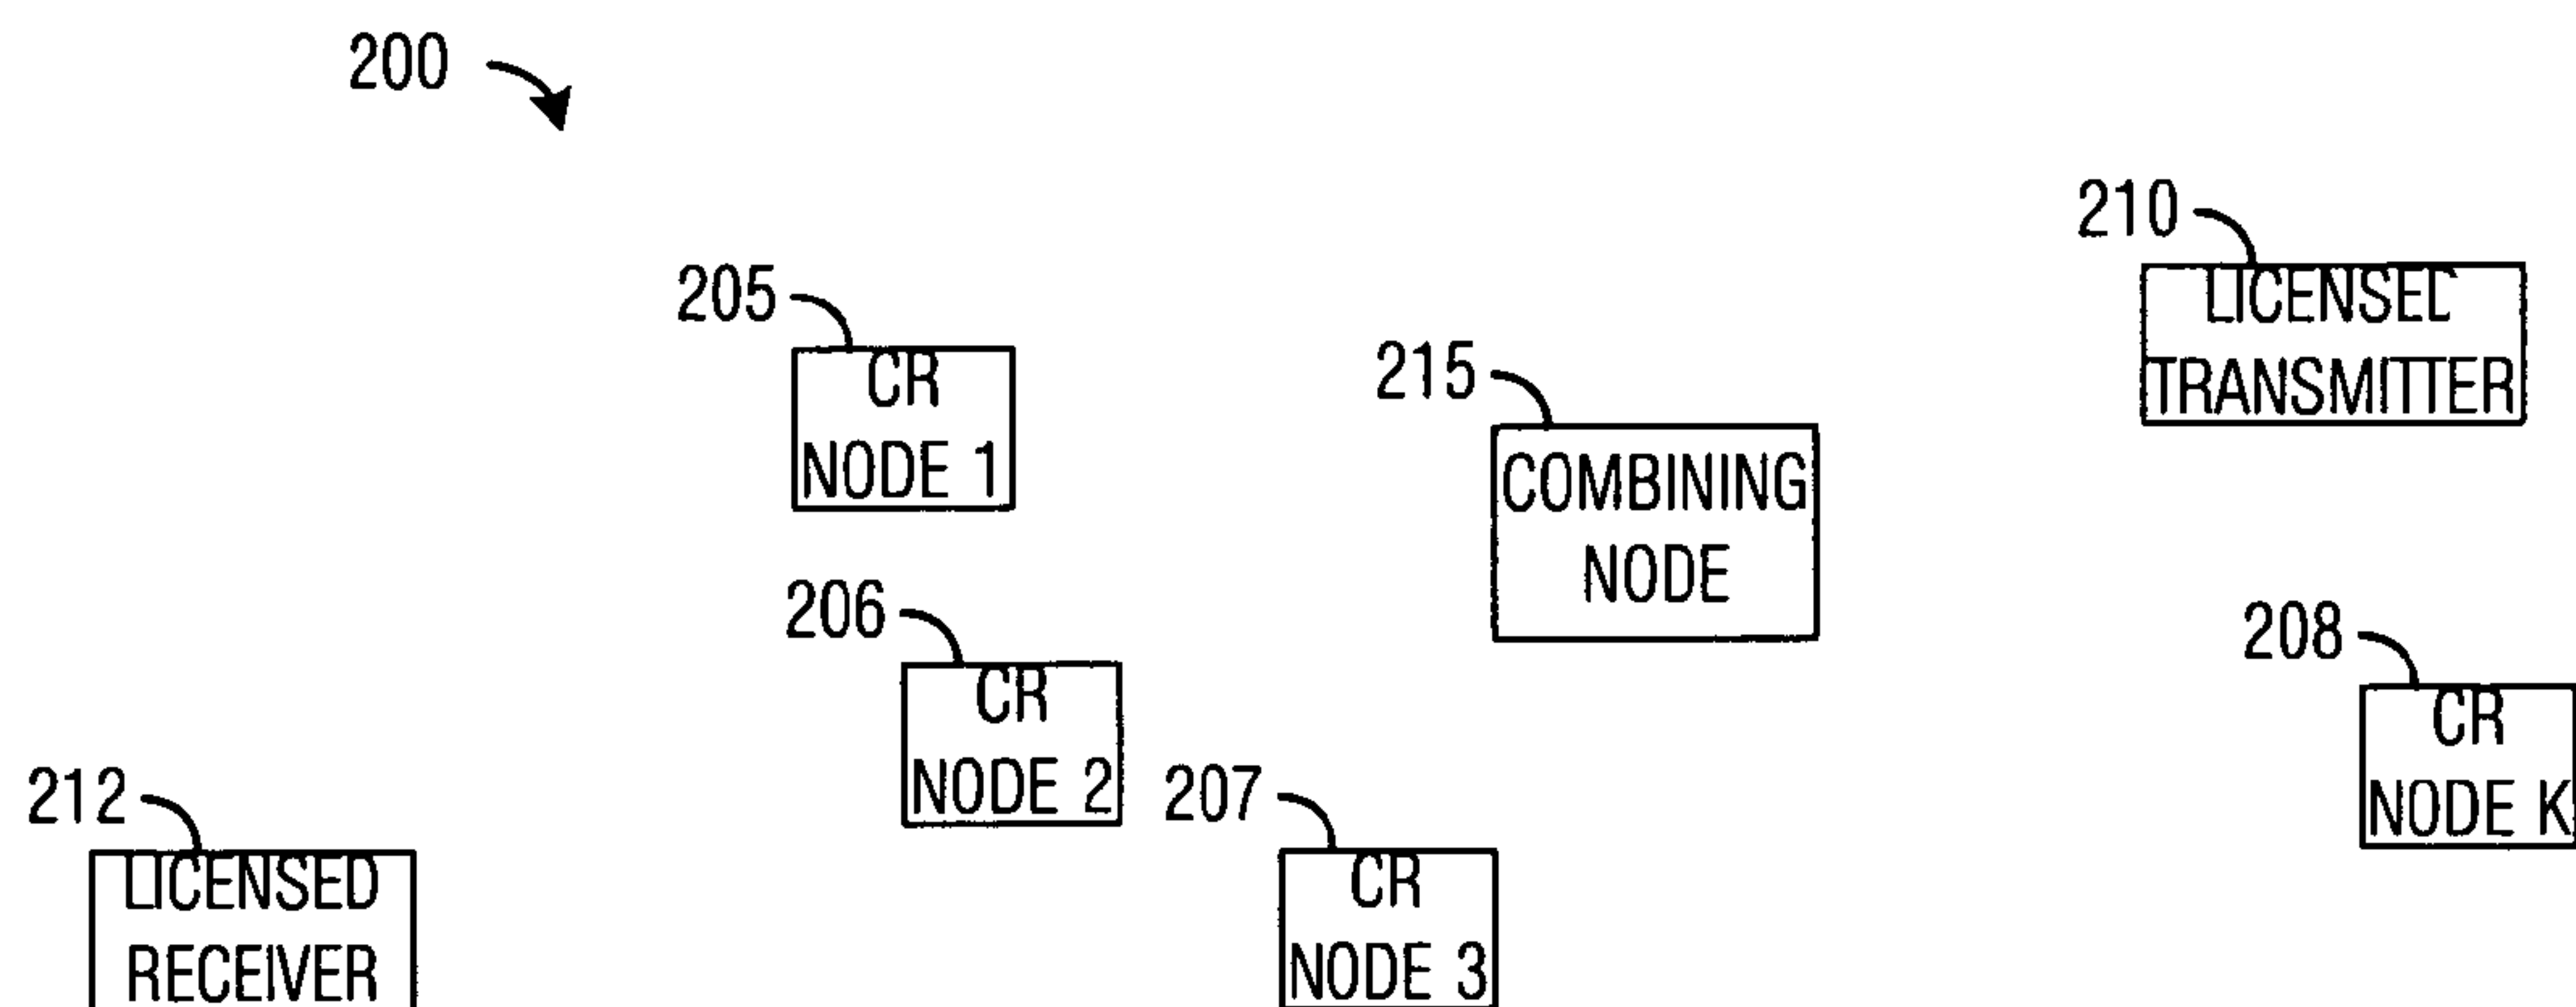 200
210
LICENSED
TRANSMITTER
205
CR
NODE 1
215
COMBINING
NODE
206
CR
NODE 2
208
CR
NODE K
212
LICENSED
RECEIVER
207
CR
NODE 3